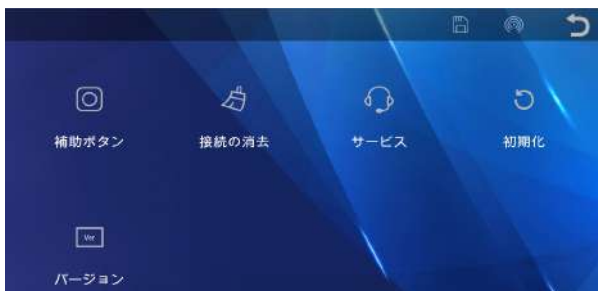 補助ボタン
接続の消去
サービス
初期化
Ver
バージョン